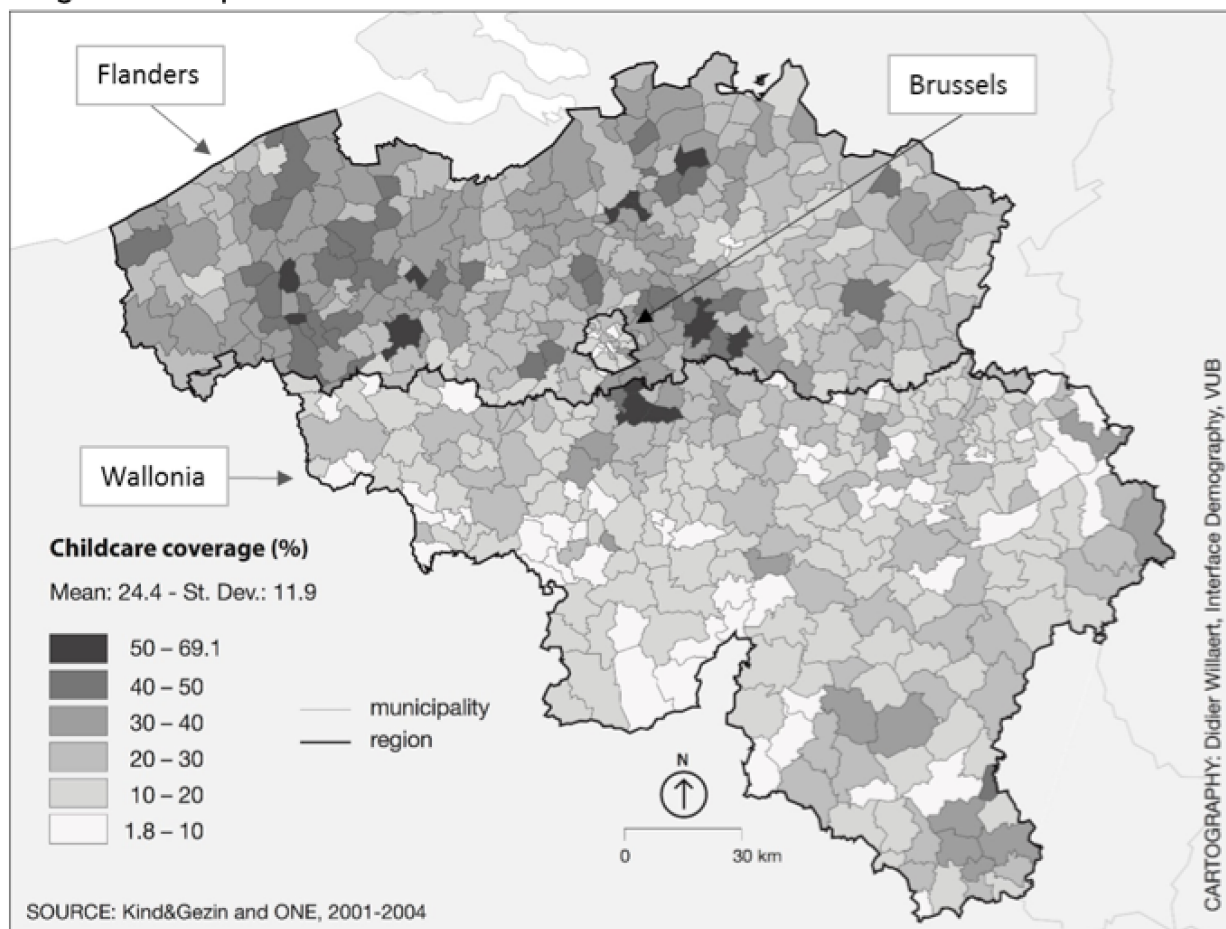 Flanders
Brussels
Wallonia
Childcare coverage (%)
Mean: 24.4 - St. Dev.: 11.9
50 – 69.1
40 – 50
30 – 40
20 – 30
10 – 20
1.8 – 10
municipality
region
N
0 30 km
SOURCE: Kind&Gezin and ONE, 2001-2004
CARTOGRAPHY: Didier Willaert, Interface Demography, VUB